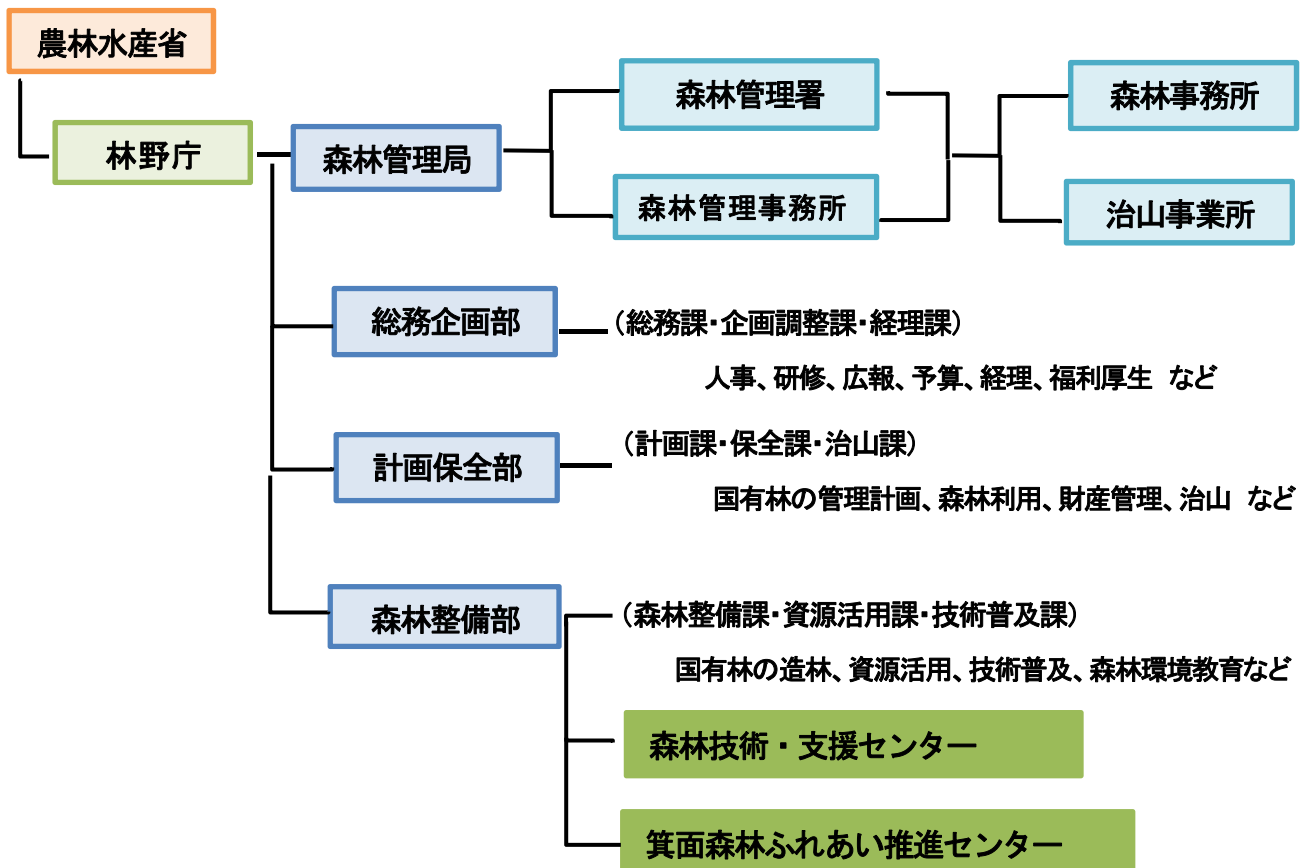 農林水産省
林野庁
森林管理局
森林管理署
森林管理事務所
森林事務所
治山事業所
総務企画部
（総務課・企画調整課・経理課）
人事、研修、広報、予算、経理、福利厚生 など
計画保全部
（計画課・保全課・治山課）
国有林の管理計画、森林利用、財産管理、治山 など
森林整備部
（森林整備課・資源活用課・技術普及課）
国有林の造林、資源活用、技術普及、森林環境教育など
森林技術・支援センター
箕面森林ふれあい推進センター